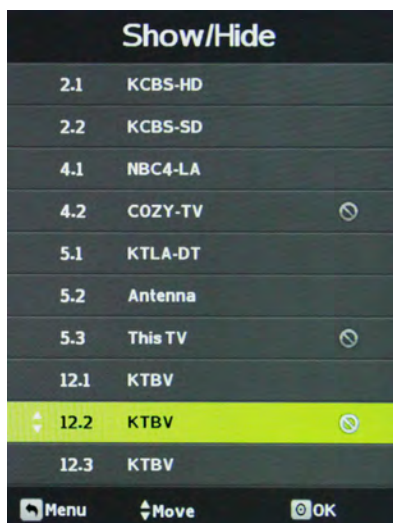 Show/Hide
2.1 KCBS-HD
2.2 KCBS-SD
4.1 NBC4-LA
4.2 COZY-TV
5.1 KTLA-DT
5.2 Antenna
5.3 This TV
12.1 KTBV
12.2 KTBV
12.3 KTBV
Menu Move OK